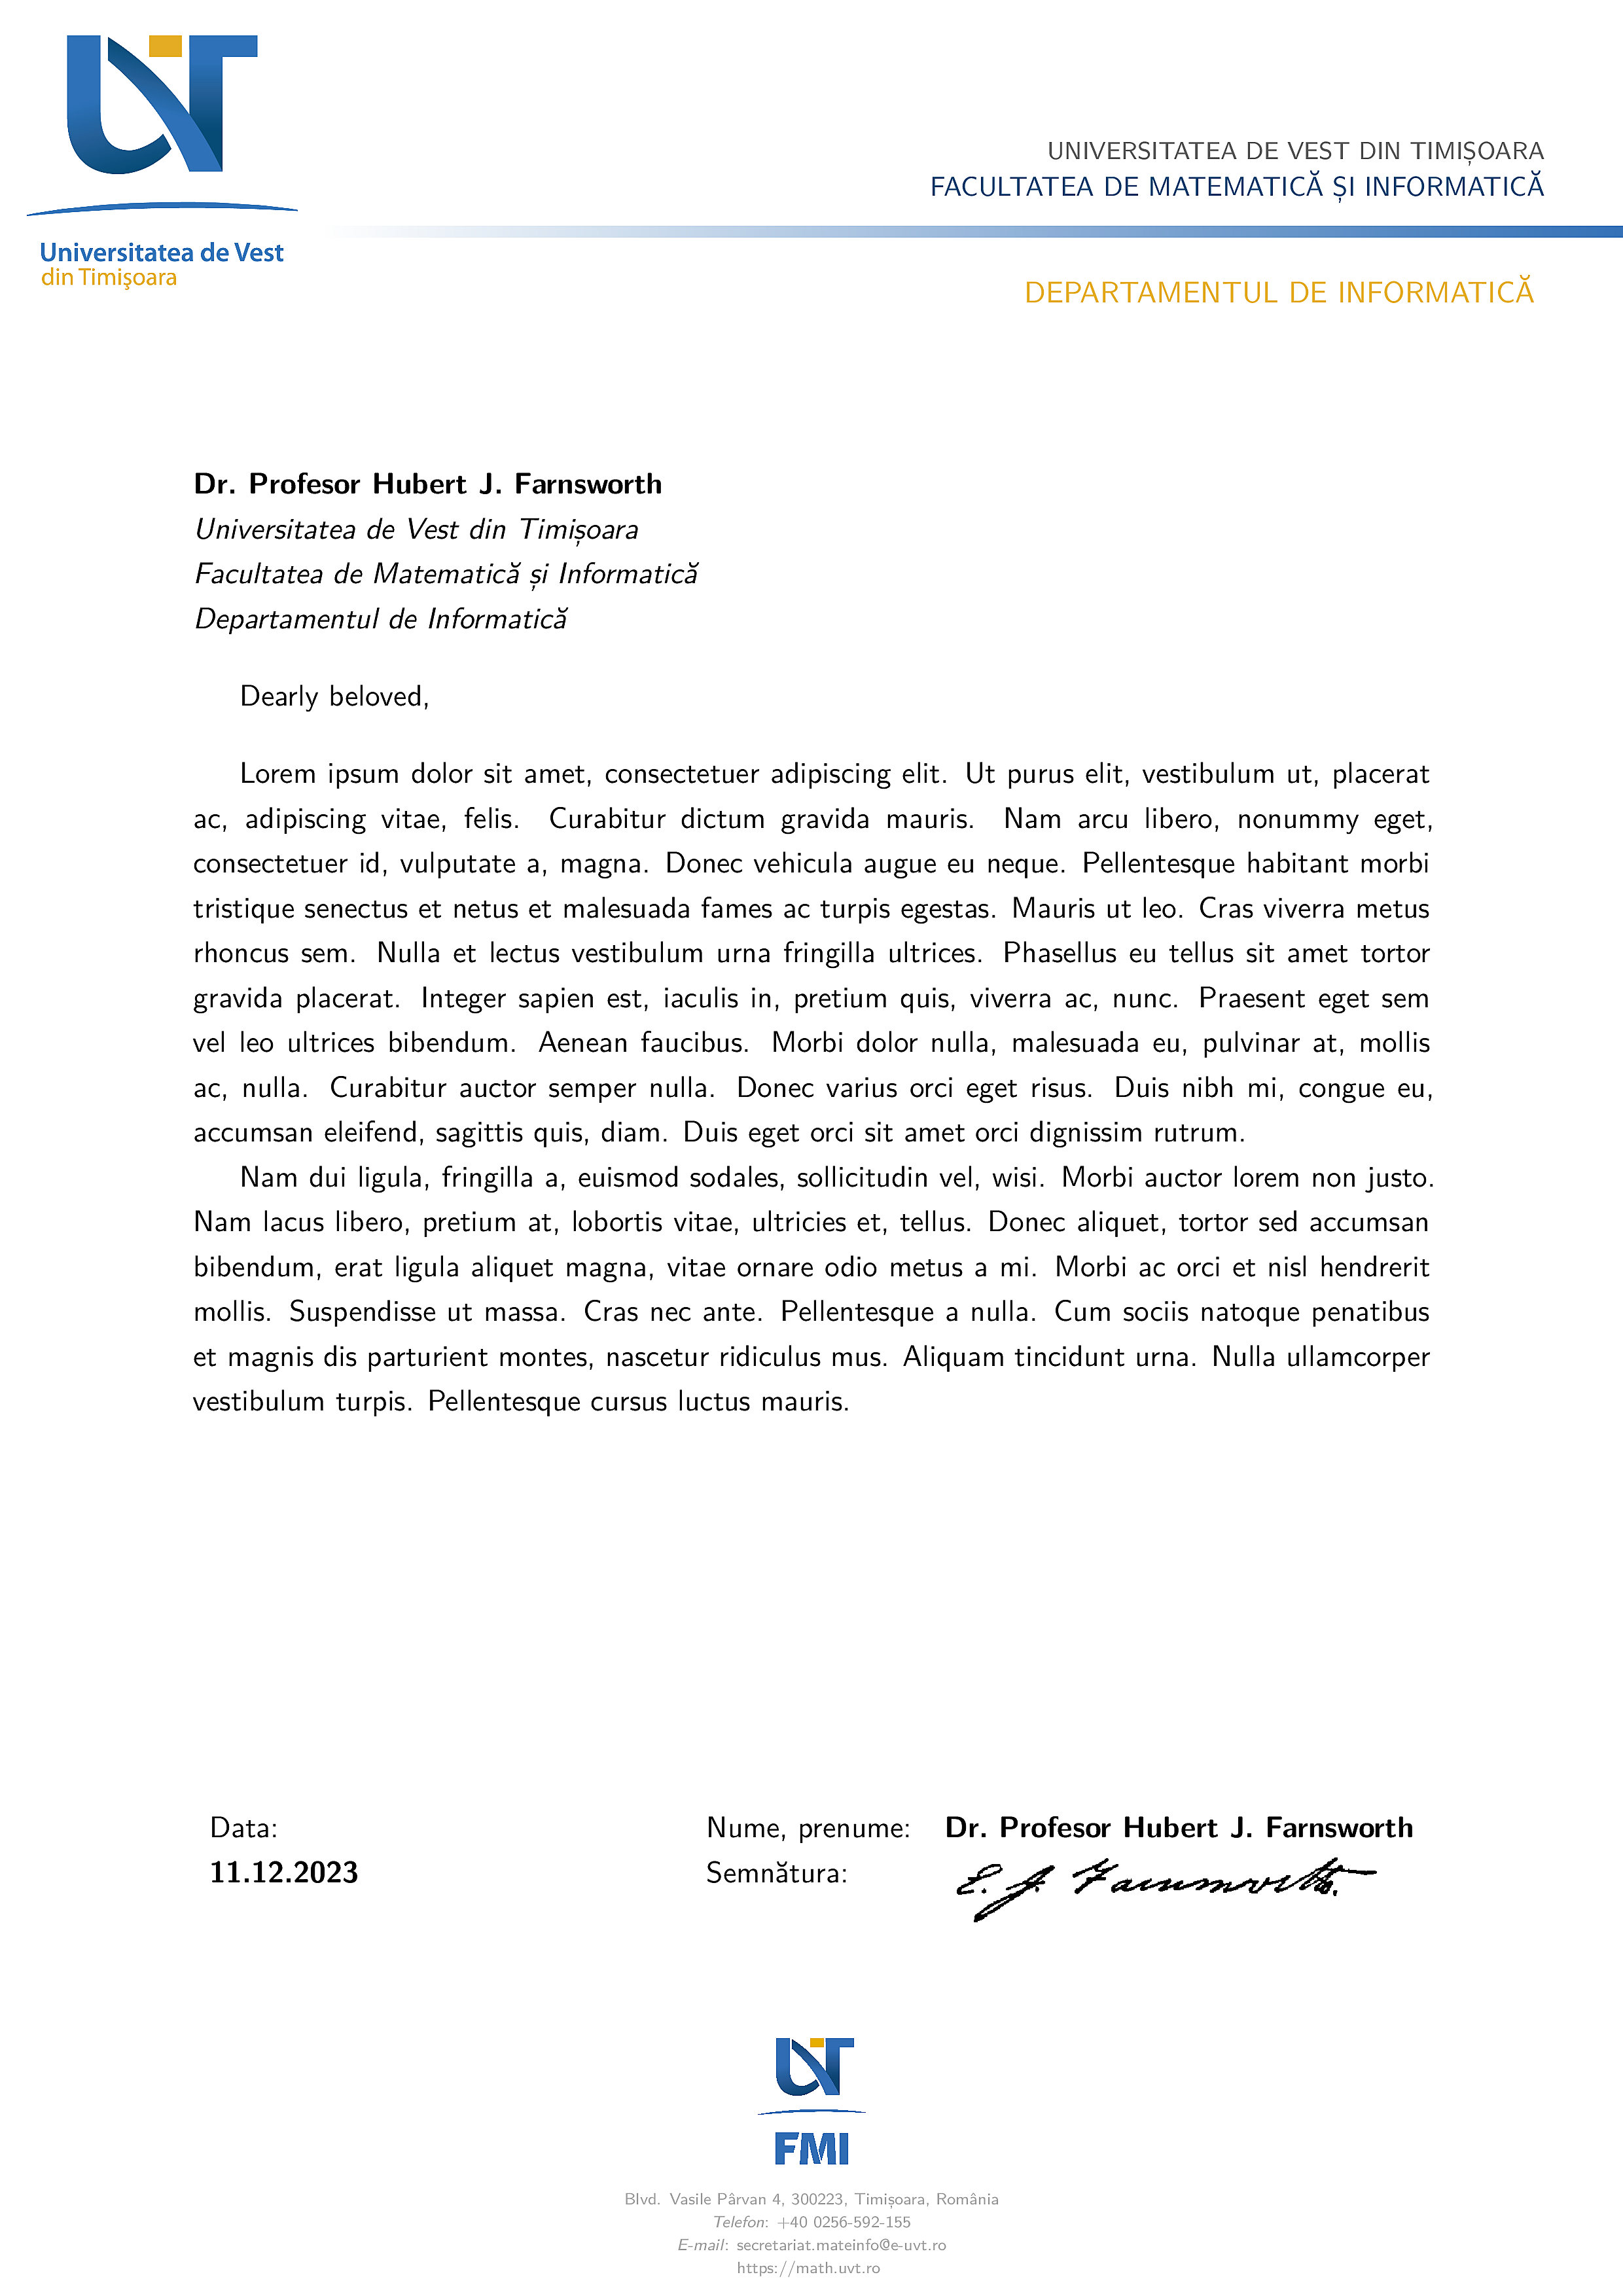 UNIVERSITATEA DE VEST DIN TIMIȘOARA
FACULTATEA DE MATEMATICĂ ȘI INFORMATICĂ
Universitatea de Vest
din Timişoara
DEPARTAMENTUL DE INFORMATICĂ
Dr. Profesor Hubert J. Farnsworth
Universitatea de Vest din Timișoara
Facultatea de Matematică și Informatică
Departamentul de Informatică
Dearly beloved,
Lorem ipsum dolor sit amet, consectetuer adipiscing elit. Ut purus elit, vestibulum ut, placerat
ac, adipiscing vitae, felis. Curabitur dictum gravida mauris. Nam arcu libero, nonummy eget,
consectetuer id, vulputate a, magna. Donec vehicula augue eu neque. Pellentesque habitant morbi
tristique senectus et netus et malesuada fames ac turpis egestas. Mauris ut leo. Cras viverra metus
rhoncus sem. Nulla et lectus vestibulum urna fringilla ultrices. Phasellus eu tellus sit amet tortor
gravida placerat. Integer sapien est, iaculis in, pretium quis, viverra ac, nunc. Praesent eget sem
vel leo ultrices bibendum. Aenean faucibus. Morbi dolor nulla, malesuada eu, pulvinar at, mollis
ac, nulla. Curabitur auctor semper nulla. Donec varius orci eget risus. Duis nibh mi, congue eu,
accumsan eleifend, sagittis quis, diam. Duis eget orci sit amet orci dignissim rutrum.
Nam dui ligula, fringilla a, euismod sodales, sollicitudin vel, wisi. Morbi auctor lorem non justo.
Nam lacus libero, pretium at, lobortis vitae, ultricies et, tellus. Donec aliquet, tortor sed accumsan
bibendum, erat ligula aliquet magna, vitae ornare odio metus a mi. Morbi ac orci et nisl hendrerit
mollis. Suspendisse ut massa. Cras nec ante. Pellentesque a nulla. Cum sociis natoque penatibus
et magnis dis parturient montes, nascetur ridiculus mus. Aliquam tincidunt urna. Nulla ullamcorper
vestibulum turpis. Pellentesque cursus luctus mauris.
Data:
11.12.2023
Nume, prenume: Dr. Profesor Hubert J. Farnsworth
Semnătura:
FMI
Blvd. Vasile Pârvan 4, 300223, Timișoara, România
Telefon: +40 0256-592-155
E-mail: secretariat.mateinfo@e-uvt.ro
https://math.uvt.ro